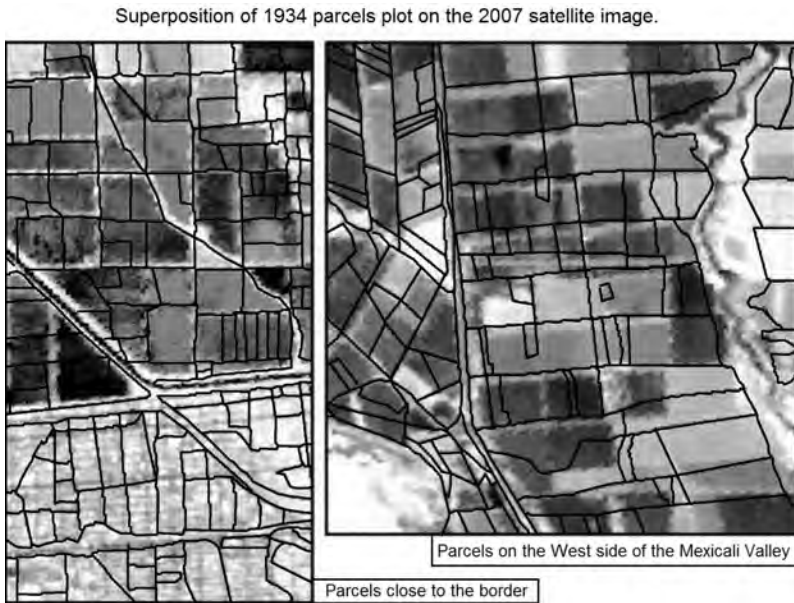 Superposition of 1934 parcels plot on the 2007 satellite image.
Parcels on the West side of the Mexicali Valley
Parcels close to the border